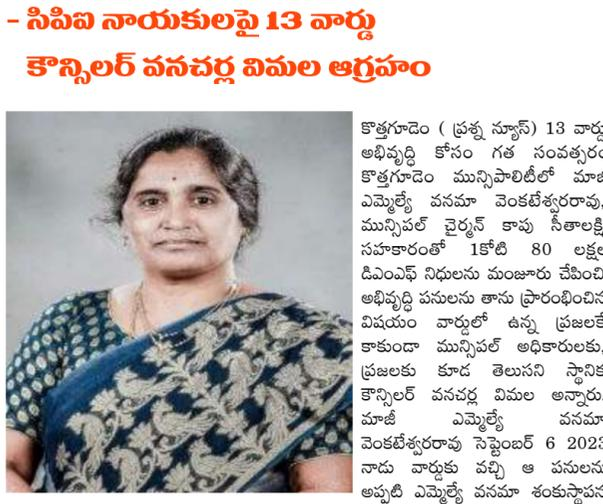 - సిపిఐ నాయకులపై 13 వార్డు
కౌన్సిలర్ వనచర్ల విమల ఆగ్రహం
కొత్తగూడెం ( ప్రశ్న న్యూస్) 13 వార్డు
అభివృద్ధి కోసం గత సంవత్సరం
కొత్తగూడెం మున్సిపాలిటీలో మాజీ
ఎమ్మెల్యే వనమా వెంకటేశ్వరరావు,
మున్సిపల్ చైర్మన్ కాపు సీతాలక్ష్మి
సహకారంతో 1కోటి 80 లక్షల
డిఎంఎఫ్ నిధులను మంజూరు చేపించి
అభివృద్ధి పనులను తాను ప్రారంభించిన
విషయం వార్డులో ఉన్న ప్రజలకే
కాకుండా మున్సిపల్ అధికారులకు,
ప్రజలకు కూడ తెలుసని స్థానిక
కౌన్సిలర్ వనచర్ల విమల అన్నారు.
మాజీ ఎమ్మెల్యే వనమా
వెంకటేశ్వరరావు సెప్టెంబర్ 6 2023
నాడు వార్డుకు వచ్చి ఆ పనులను
అప్పటి ఎమ్మెల్యే వనమా శంకుస్థాపన